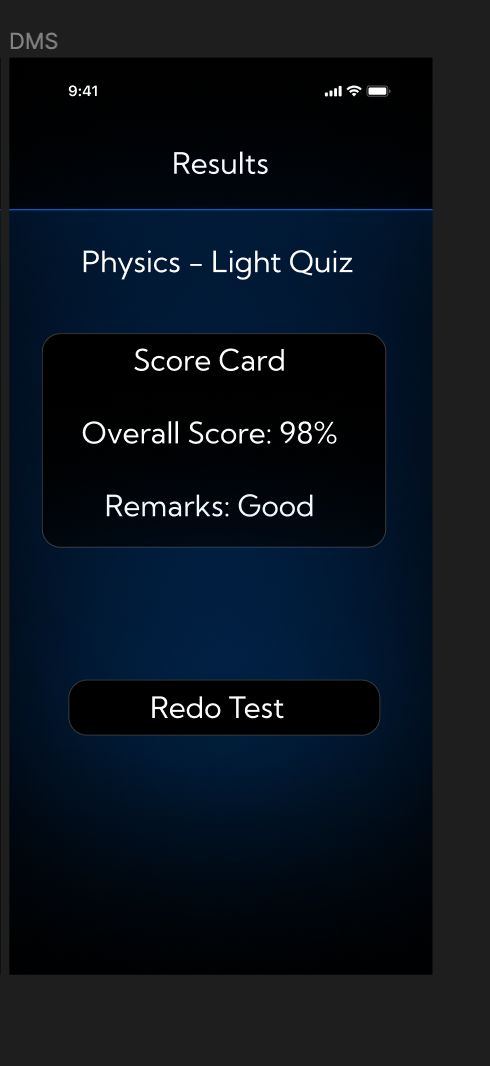 DMS
9:41
Results
Physics – Light Quiz
Score Card
Overall Score: 98%
Remarks: Good
Redo Test